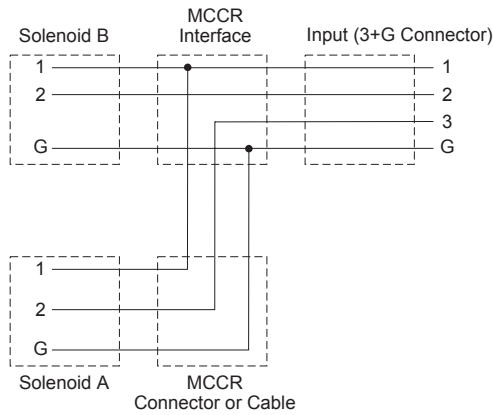 MCCR
Solenoid B
Interface
Input (3+G Connector)
1
1
2
2
3
G
G
1
2
G
Solenoid A
MCCR
Connector or Cable